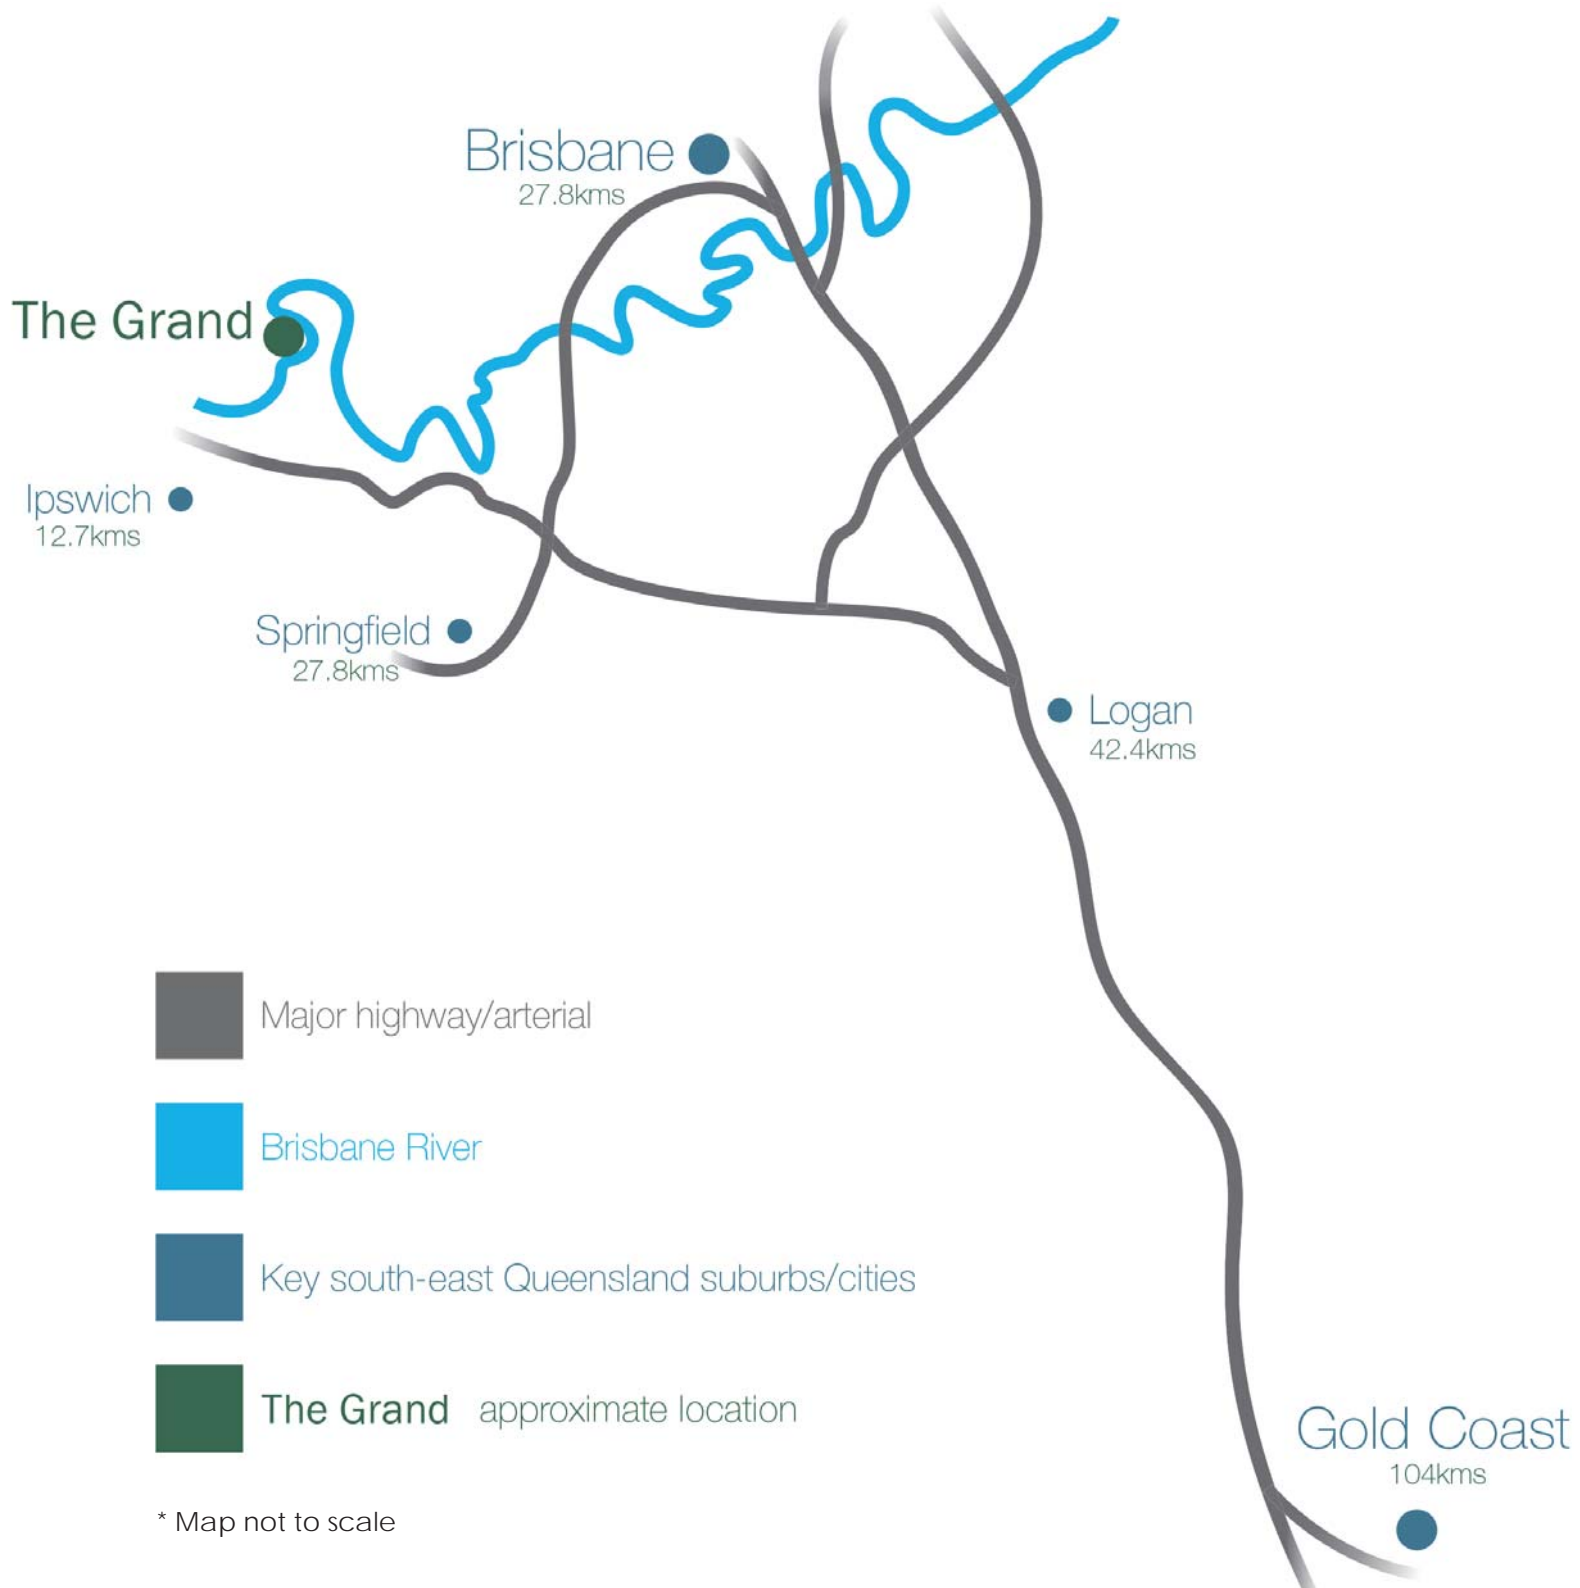 Brisbane
27.8kms
The Grand
Ipswich
12.7kms
Springfield
27.8kms
Logan
42.4kms
Major highway/arterial
Brisbane River
Key south-east Queensland suburbs/cities
The Grand approximate location
Gold Coast
104kms
* Map not to scale